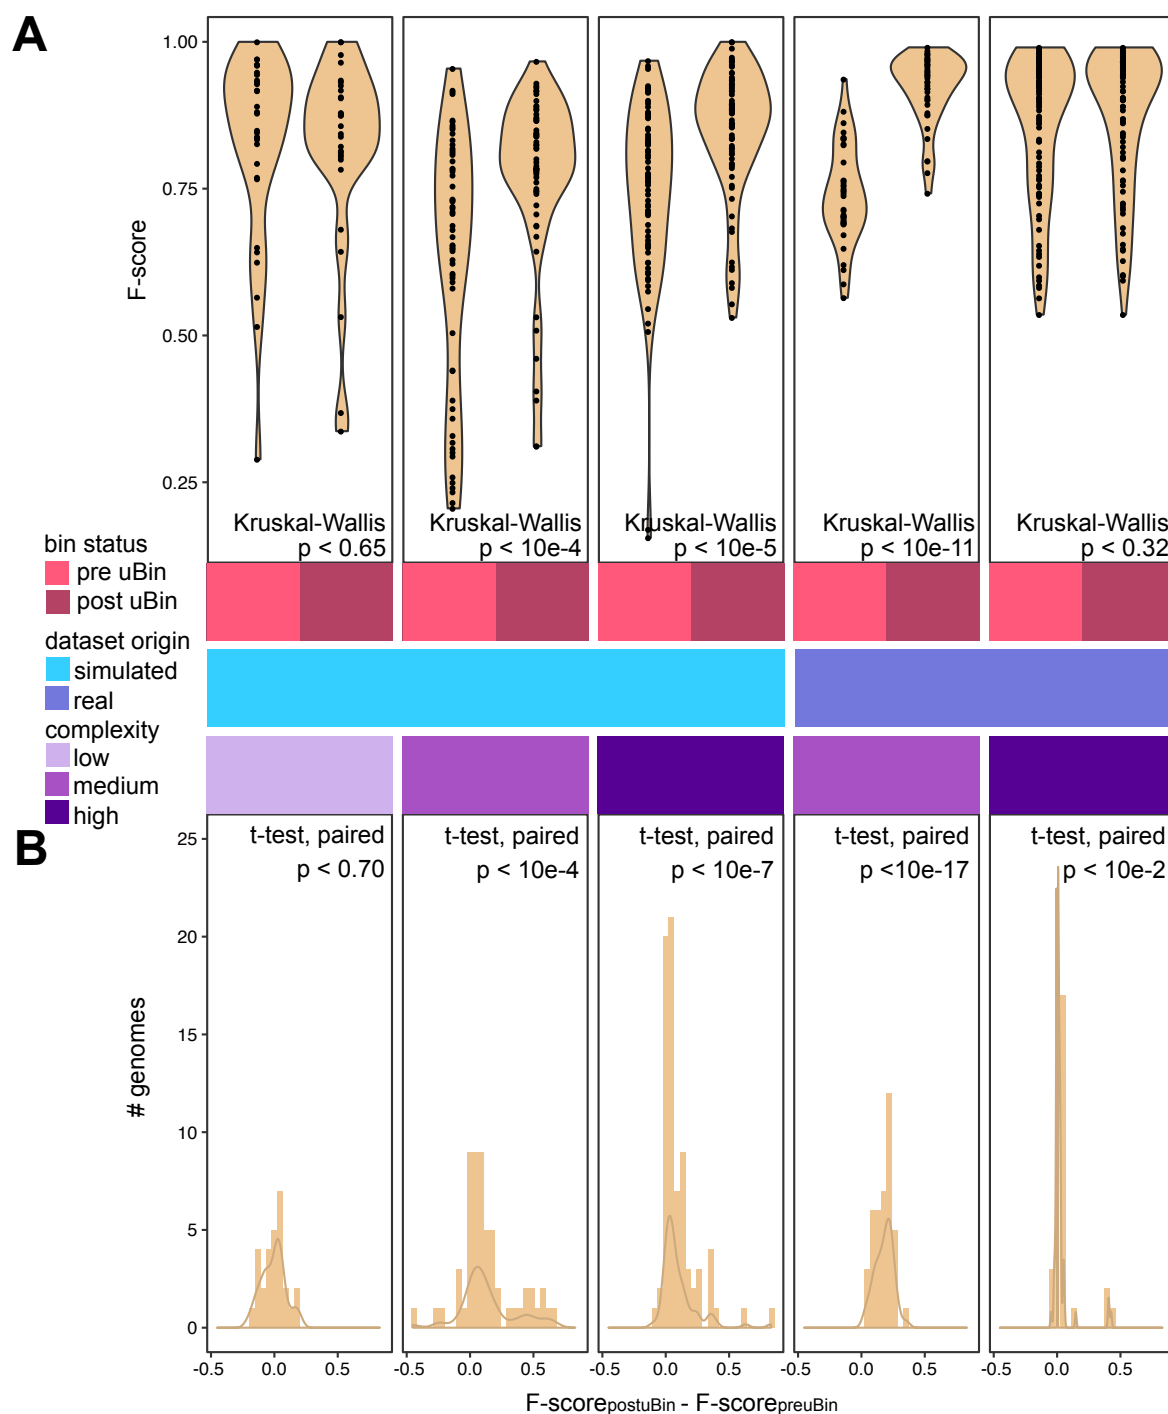 A
1.00
0.75
0.50
0.25
F-score
Kruskal-Wallis
p < 0.65
Kruskal-Wallis
p < 10e-4
Kruskal-Wallis
p < 10e-5
Kruskal-Wallis
p < 10e-11
Kruskal-Wallis
p < 0.32
bin status
pre uBin
post uBin
dataset origin
simulated
real
complexity
low
medium
high
B
25
20
15
10
5
0
# genomes
t-test, paired
p < 0.70
t-test, paired
p < 10e-4
t-test, paired
p < 10e-7
t-test, paired
p <10e-17
t-test, paired
p < 10e-2
-0.5 0.0 0.5
-0.5 0.0 0.5
-0.5 0.0 0.5
-0.5 0.0 0.5
-0.5 0.0 0.5
F-scorepostuBin - F-scorepreuBin